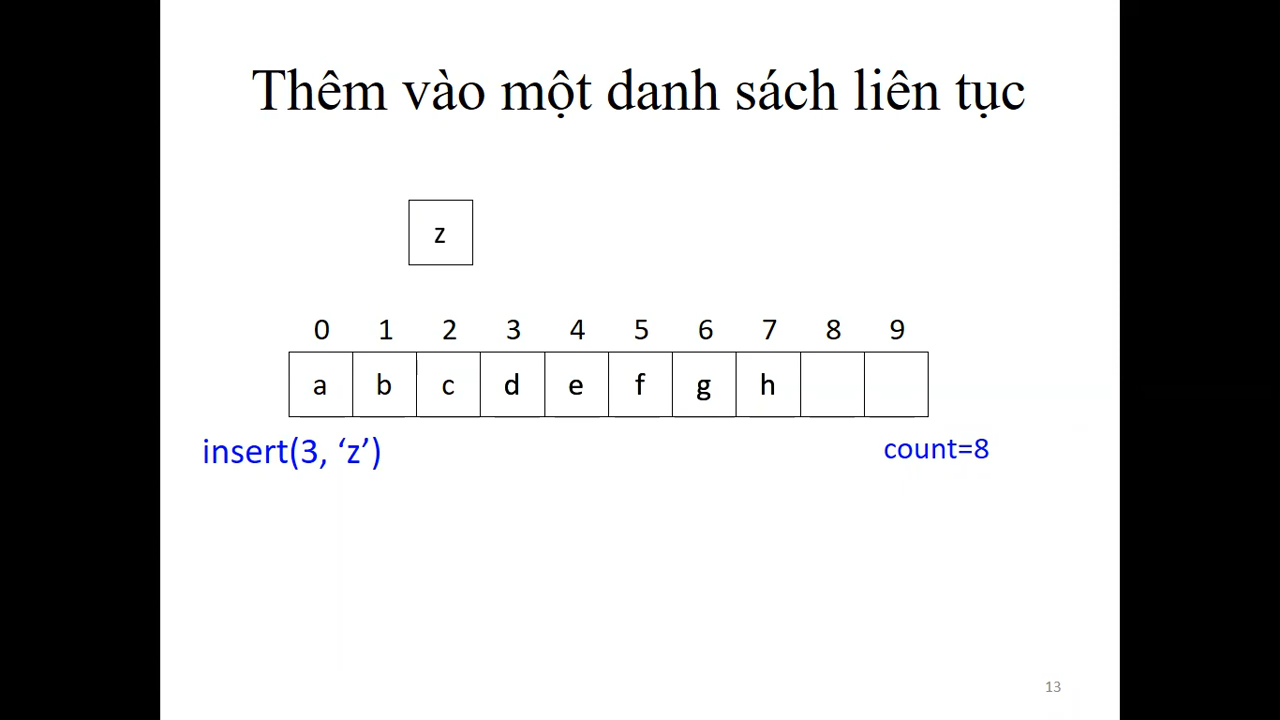 Thêm vào một danh sách liên tục
z
0 1 2 3 4 5 6 7 8 9
a b c d e f g h
insert(3, ‘z’) count=8
13